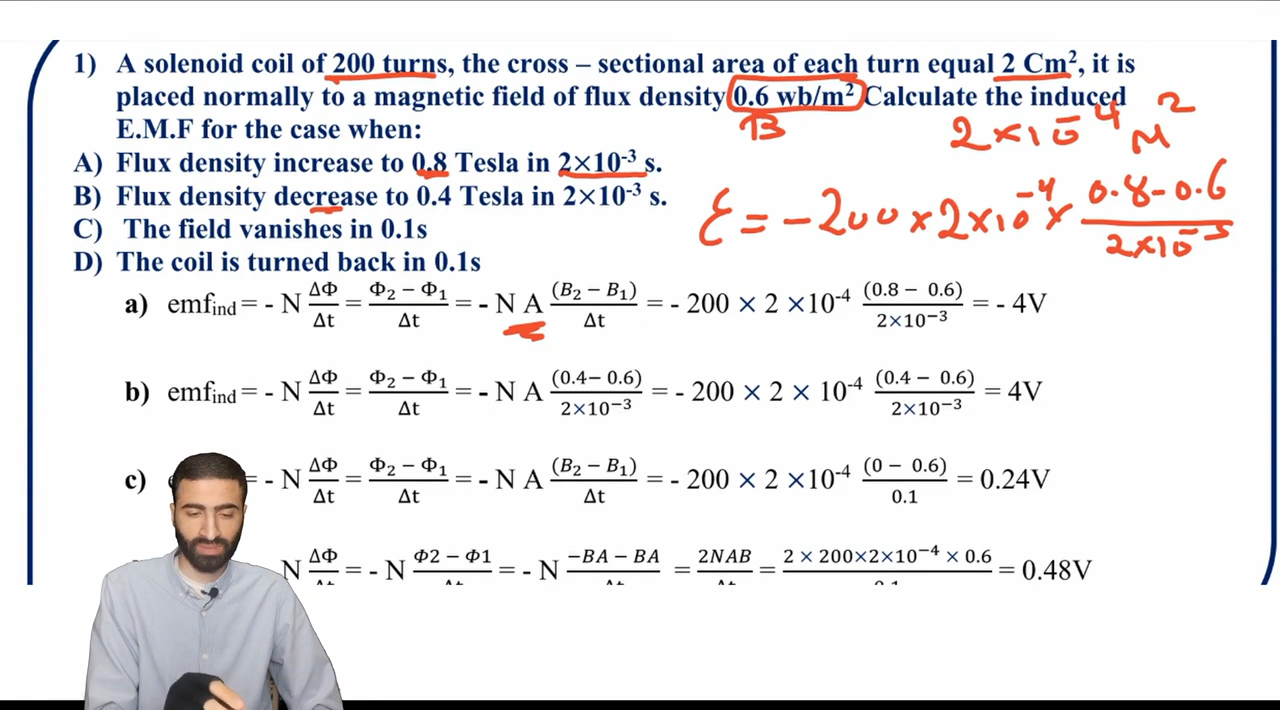 1) A solenoid coil of 200 turns, the cross – sectional area of each turn equal 2 Cm², it is
placed normally to a magnetic field of flux density 0.6 wb/m² Calculate the induced
E.M.F for the case when:
B
2×10⁻⁴ M²
A) Flux density increase to 0.8 Tesla in 2×10⁻³ s.
B) Flux density decrease to 0.4 Tesla in 2×10⁻³ s.
C) The field vanishes in 0.1s
D) The coil is turned back in 0.1s
ε = −200 × 2×10⁻⁴ × (0.8−0.6)/(2×10⁻³)
a) emf_ind = - N ΔΦ/Δt = (Φ₂ − Φ₁)/Δt = - N A (B₂ − B₁)/Δt = - 200 × 2 ×10⁻⁴ (0.8 − 0.6)/(2×10⁻³) = - 4V
b) emf_ind = - N ΔΦ/Δt = (Φ₂ − Φ₁)/Δt = - N A (0.4− 0.6)/(2×10⁻³) = - 200 × 2 × 10⁻⁴ (0.4 − 0.6)/(2×10⁻³) = 4V
c) = - N ΔΦ/Δt = (Φ₂ − Φ₁)/Δt = - N A (B₂ − B₁)/Δt = - 200 × 2 ×10⁻⁴ (0 − 0.6)/0.1 = 0.24V
N ΔΦ/Δt = - N (Φ2 − Φ1)/Δt = - N (−BA − BA)/Δt = 2NAB/Δt = (2 × 200×2×10⁻⁴ × 0.6)/0.1 = 0.48V